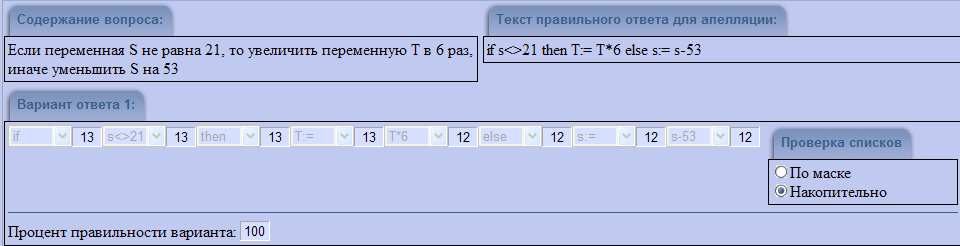 Содержание вопроса:
Текст правильного ответа для апелляции:
Если переменная S не равна 21, то увеличить переменную T в 6 раз,
иначе уменьшить S на 53
if s<>21 then T:= T*6 else s:= s-53
Вариант ответа 1:
if 13 s<>21 13 then 13 T:= 13 T*6 12 else 12 s:= 12 s-53 12
Проверка списков
По маске
Накопительно
Процент правильности варианта: 100